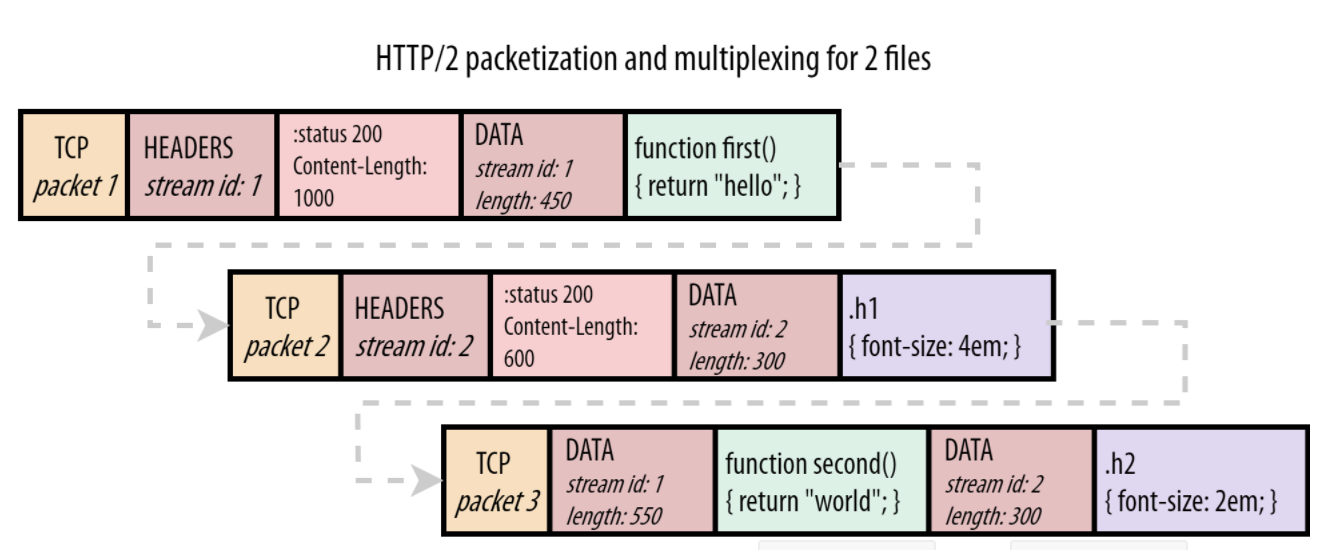 HTTP/2 packetization and multiplexing for 2 files
TCP
packet 1
HEADERS
stream id: 1
:status 200
Content-Length:
1000
DATA
stream id: 1
length: 450
function first()
{ return "hello"; }
TCP
packet 2
HEADERS
stream id: 2
:status 200
Content-Length:
600
DATA
stream id: 2
length: 300
.h1
{ font-size: 4em; }
TCP
packet 3
DATA
stream id: 1
length: 550
function second()
{ return "world"; }
DATA
stream id: 2
length: 300
.h2
{ font-size: 2em; }